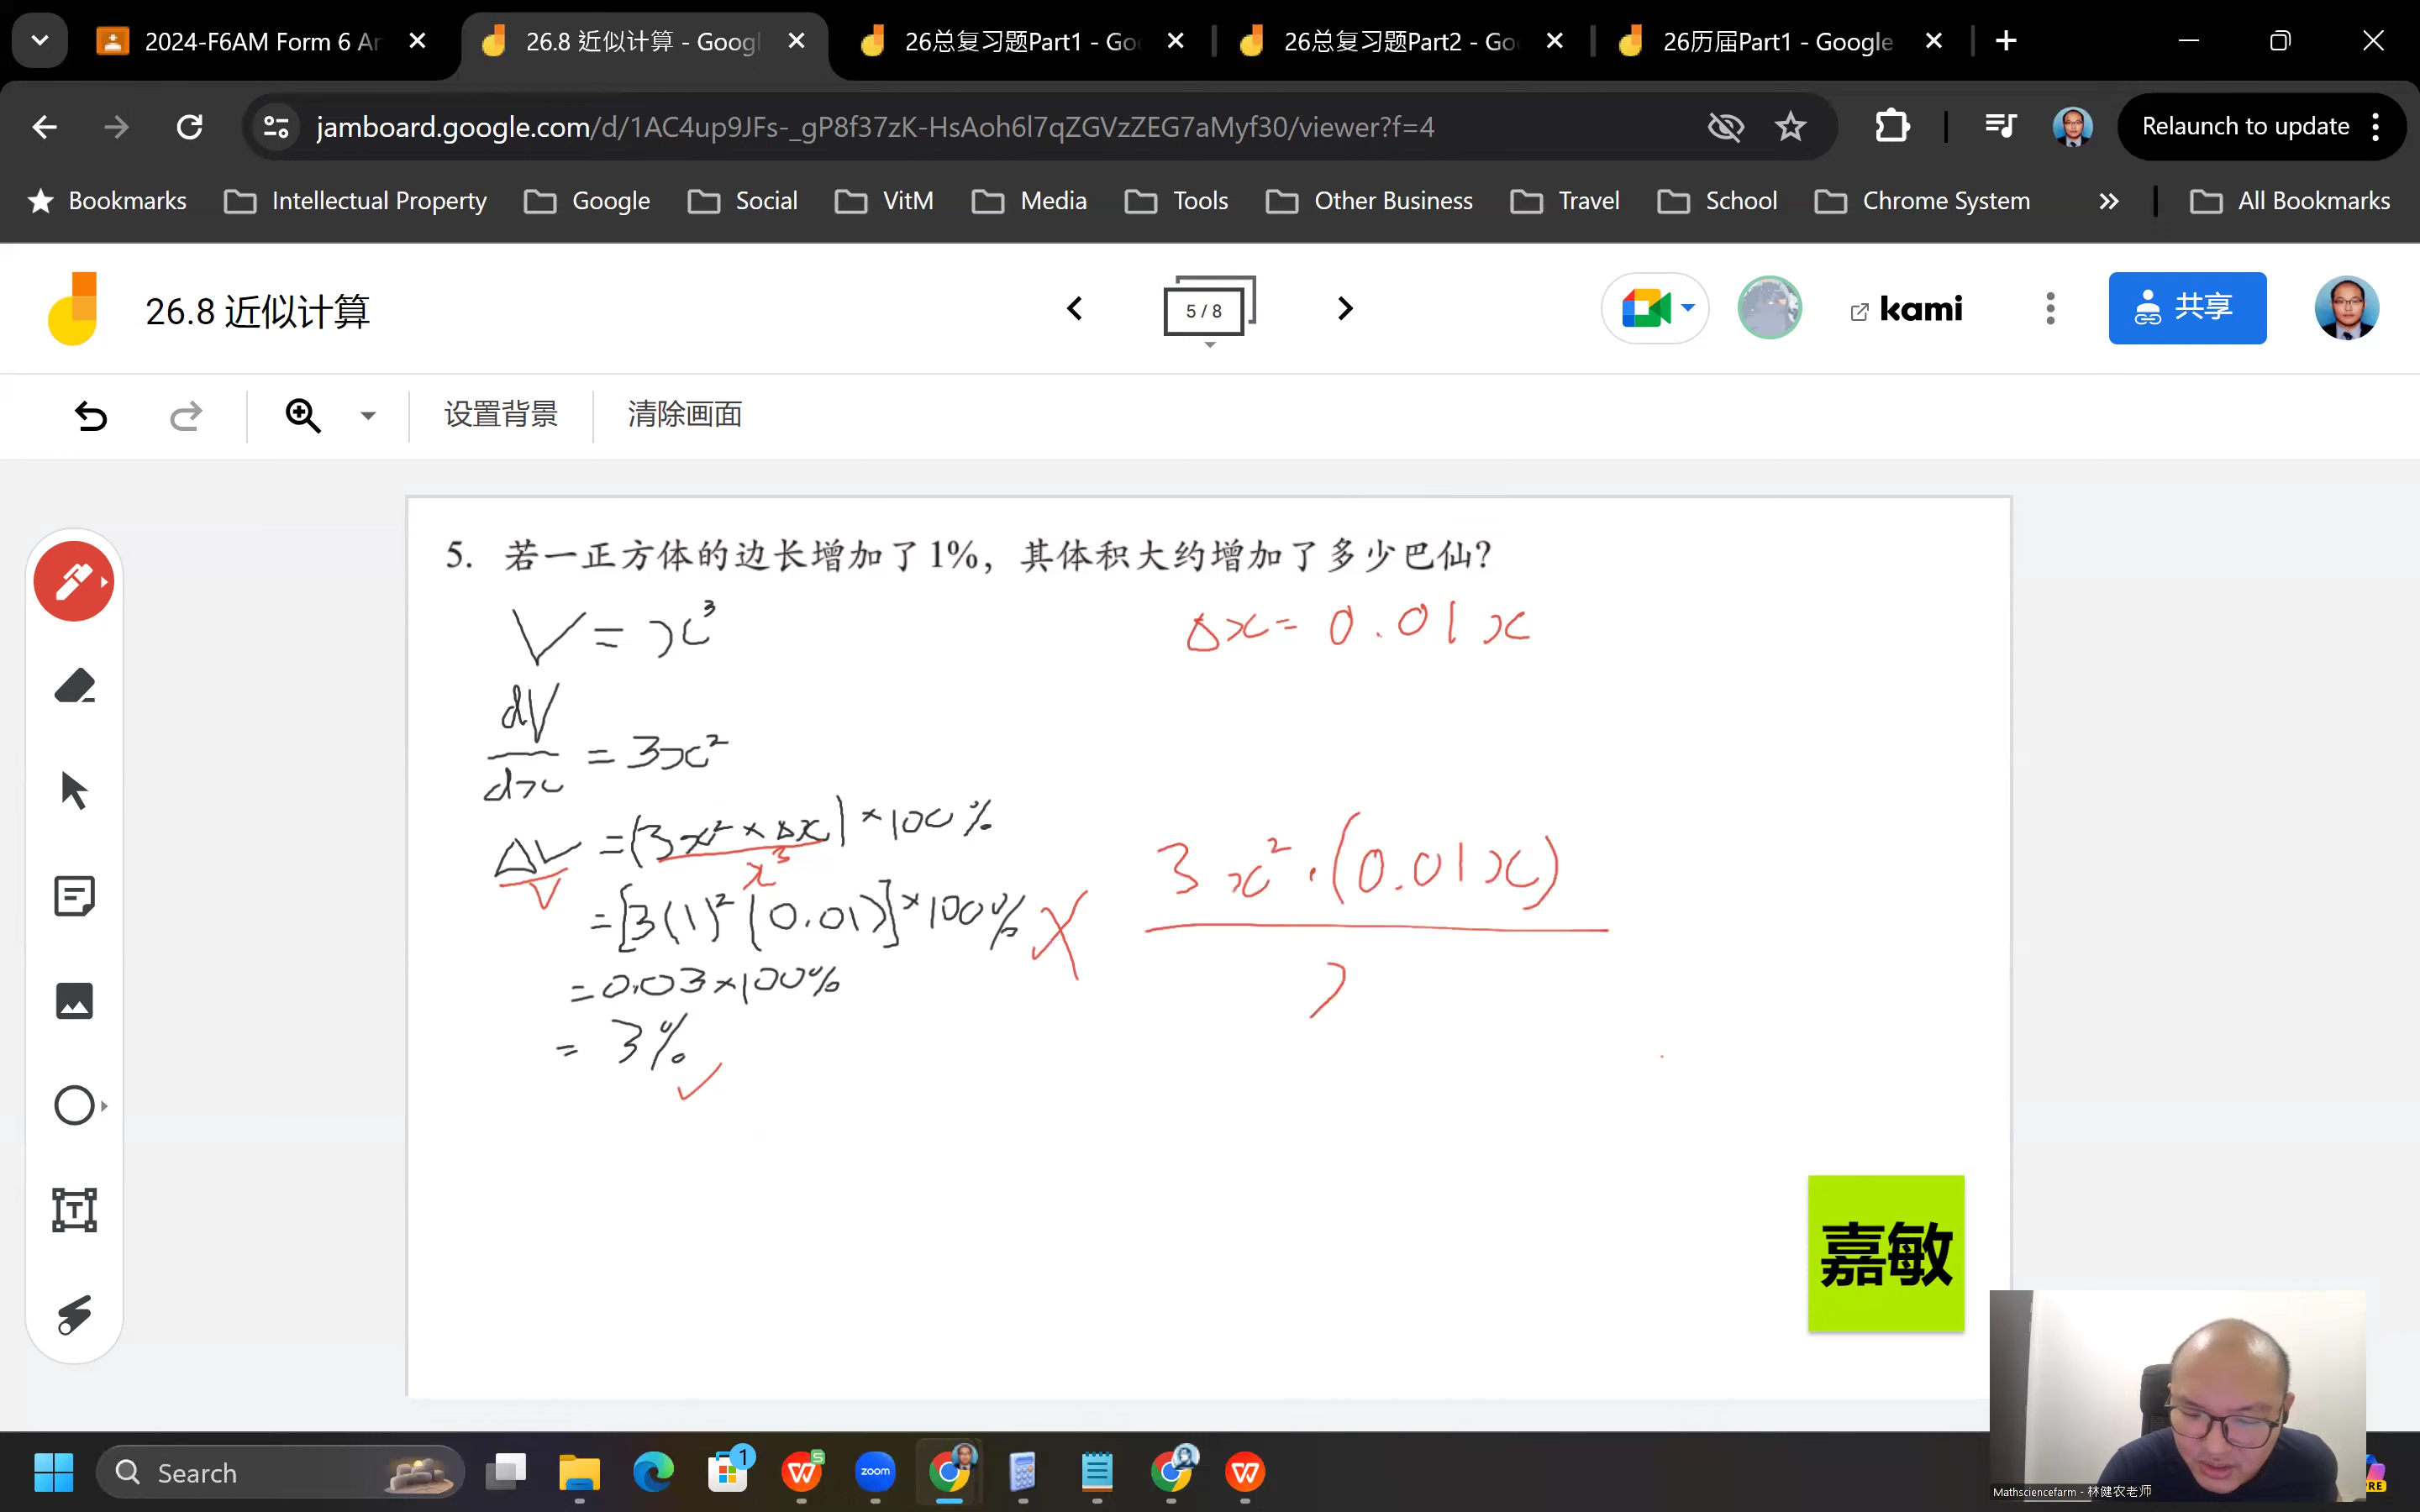 2024-F6AM Form 6 Ar
26.8 近似计算 - Googl
26总复习题Part1 - Goo
26总复习题Part2 - Go
26历届Part1 - Google
jamboard.google.com/d/1AC4up9JFs-_gP8f37zK-HsAoh6l7qZGVzZEG7aMyf30/viewer?f=4
Relaunch to update
Bookmarks
Intellectual Property
Google
Social
VitM
Media
Tools
Other Business
Travel
School
Chrome System
All Bookmarks
26.8 近似计算
5 / 8
kami
共享
设置背景
清除画面
5. 若一正方体的边长增加了1%，其体积大约增加了多少巴仙?
V = x³
Δx = 0.01x
dV/dx = 3x²
ΔV/V = (3x² × Δx)/x³ × 100%
= [3(1)² (0.01)] × 100%
3x²·(0.01x)
= 0.03 × 100%
= 3%
嘉敏
Mathsciencefarm - 林健农老师
Search
1
zoom
PRE